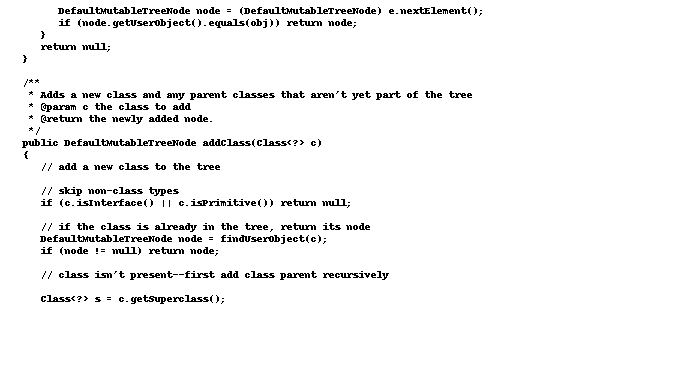 DefaultMutableTreeNode node = (DefaultMutableTreeNode) e.nextElement();
if (node.getUserObject().equals(obj)) return node;
}
return null;
}
/**
* Adds a new class and any parent classes that aren't yet part of the tree
* @param c the class to add
* @return the newly added node.
*/
public DefaultMutableTreeNode addClass(Class<?> c)
{
// add a new class to the tree
// skip non-class types
if (c.isInterface() || c.isPrimitive()) return null;
// if the class is already in the tree, return its node
DefaultMutableTreeNode node = findUserObject(c);
if (node != null) return node;
// class isn't present--first add class parent recursively
Class<?> s = c.getSuperclass();